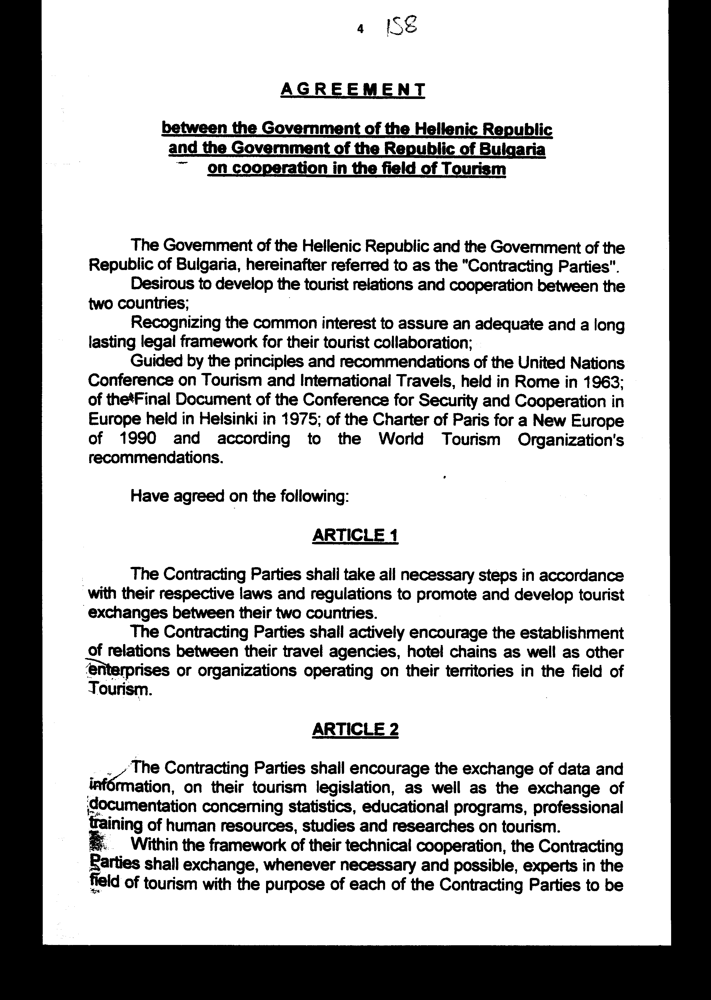 4 158
AGREEMENT
between the Government of the Hellenic Republic
and the Government of the Republic of Bulgaria
on cooperation in the field of Tourism
The Government of the Hellenic Republic and the Government of the
Republic of Bulgaria, hereinafter referred to as the "Contracting Parties".
Desirous to develop the tourist relations and cooperation between the
two countries;
Recognizing the common interest to assure an adequate and a long
lasting legal framework for their tourist collaboration;
Guided by the principles and recommendations of the United Nations
Conference on Tourism and International Travels, held in Rome in 1963;
of the Final Document of the Conference for Security and Cooperation in
Europe held in Helsinki in 1975; of the Charter of Paris for a New Europe
of 1990 and according to the World Tourism Organization's
recommendations.
Have agreed on the following:
ARTICLE 1
The Contracting Parties shall take all necessary steps in accordance
with their respective laws and regulations to promote and develop tourist
exchanges between their two countries.
The Contracting Parties shall actively encourage the establishment
of relations between their travel agencies, hotel chains as well as other
enterprises or organizations operating on their territories in the field of
Tourism.
ARTICLE 2
The Contracting Parties shall encourage the exchange of data and
information, on their tourism legislation, as well as the exchange of
documentation concerning statistics, educational programs, professional
training of human resources, studies and researches on tourism.
Within the framework of their technical cooperation, the Contracting
Parties shall exchange, whenever necessary and possible, experts in the
field of tourism with the purpose of each of the Contracting Parties to be